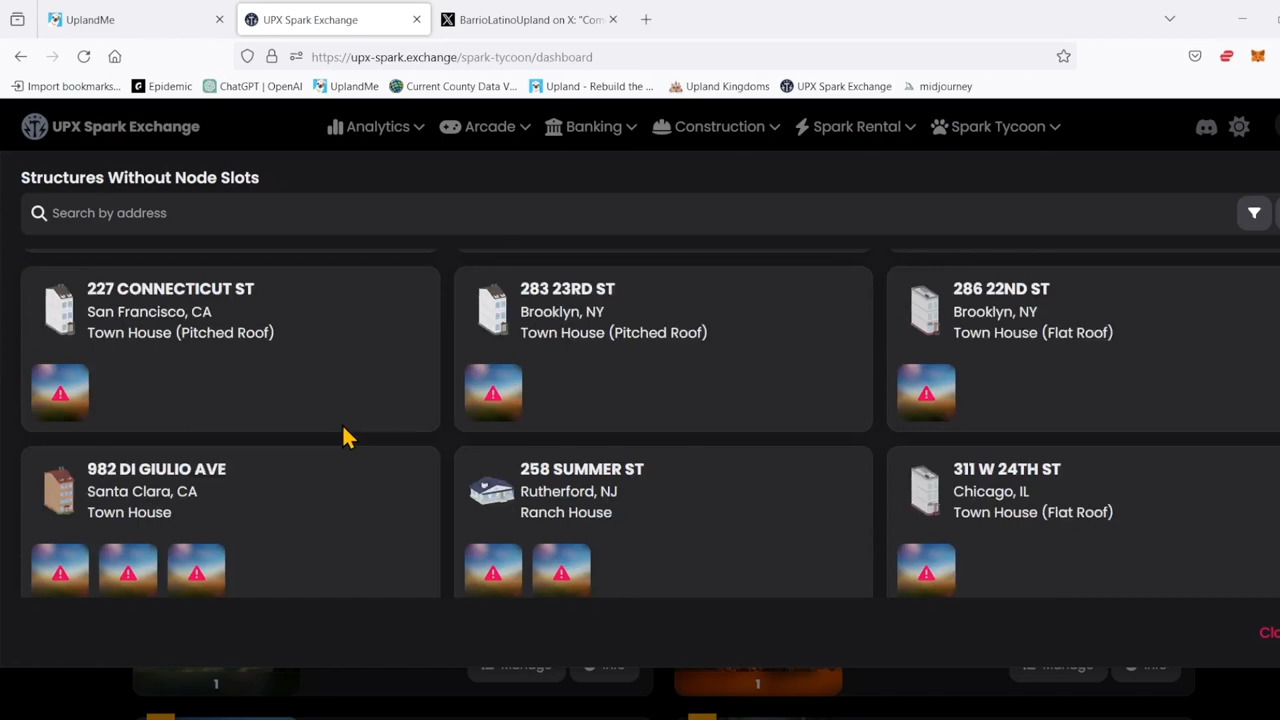 UplandMe
UPX Spark Exchange
BarrioLatinoUpland on X: "Com
https://upx-spark.exchange/spark-tycoon/dashboard
Import bookmarks...
Epidemic
ChatGPT | OpenAI
UplandMe
Current County Data V...
Upland - Rebuild the ...
Upland Kingdoms
UPX Spark Exchange
midjourney
UPX Spark Exchange
Analytics
Arcade
Banking
Construction
Spark Rental
Spark Tycoon
Structures Without Node Slots
Search by address
227 CONNECTICUT ST
San Francisco, CA
Town House (Pitched Roof)
283 23RD ST
Brooklyn, NY
Town House (Pitched Roof)
286 22ND ST
Brooklyn, NY
Town House (Flat Roof)
982 DI GIULIO AVE
Santa Clara, CA
Town House
258 SUMMER ST
Rutherford, NJ
Ranch House
311 W 24TH ST
Chicago, IL
Town House (Flat Roof)
Clo
1
Manage
Info
1
Manage
Info